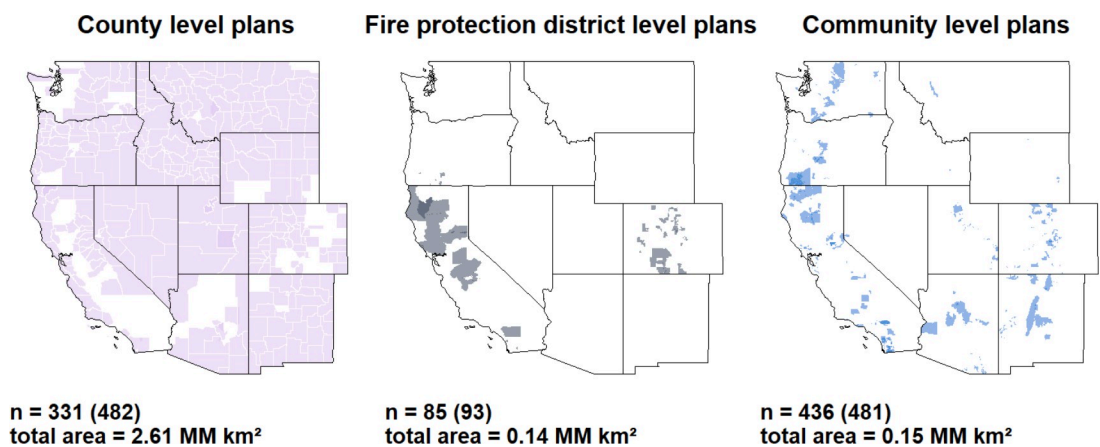 County level plans
Fire protection district level plans
Community level plans
n = 331 (482)
total area = 2.61 MM km²
n = 85 (93)
total area = 0.14 MM km²
n = 436 (481)
total area = 0.15 MM km²